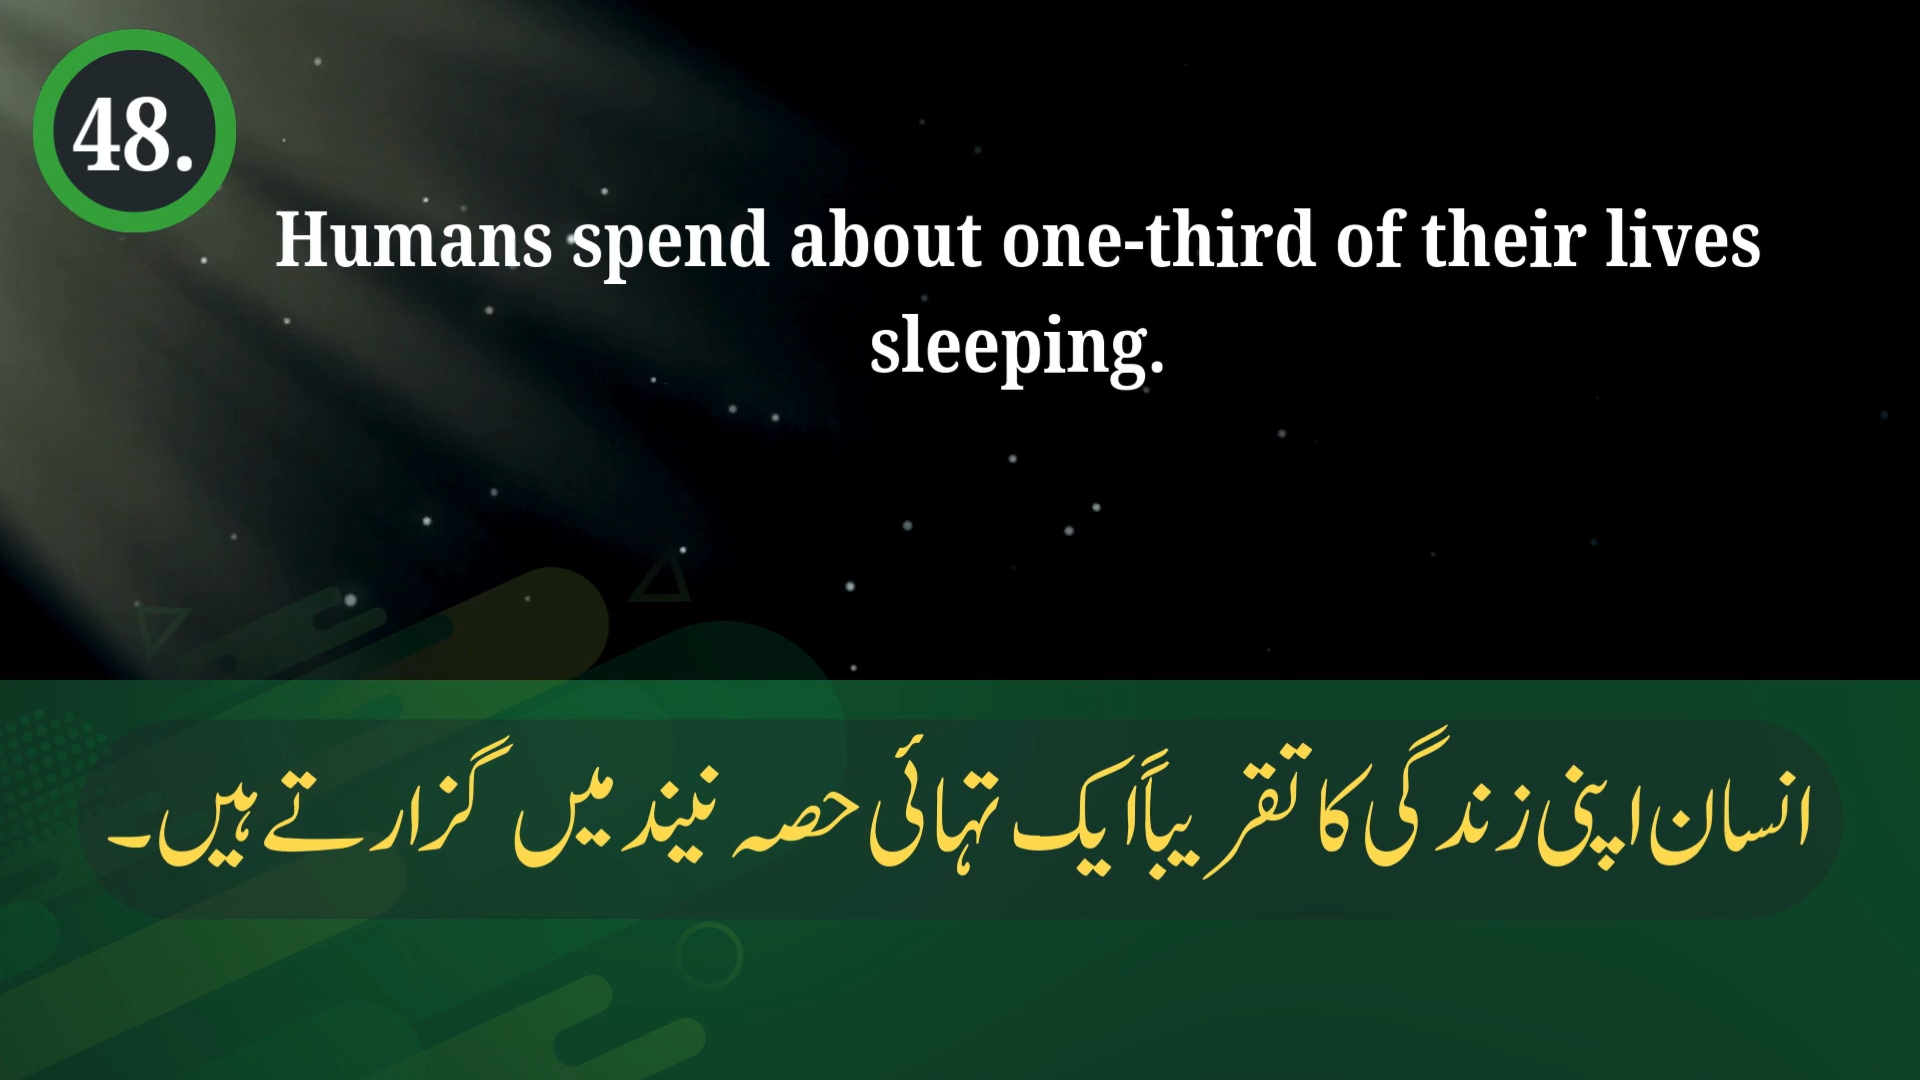 48.
Humans spend about one-third of their lives
sleeping.
انسان اپنی زندگی کا تقریباً ایک تہائی حصہ نیند میں گزارتے ہیں۔